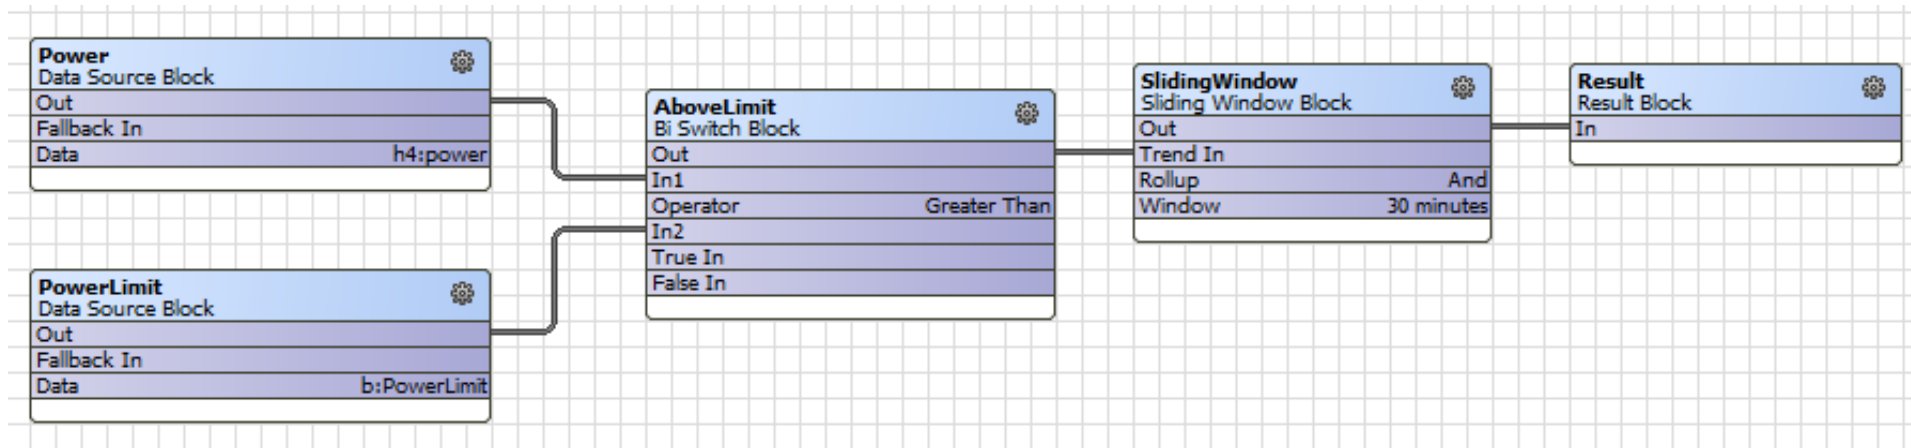 Power
Data Source Block
Out
Fallback In
Data h4:power
PowerLimit
Data Source Block
Out
Fallback In
Data b:PowerLimit
AboveLimit
Bi Switch Block
Out
In1
Operator Greater Than
In2
True In
False In
SlidingWindow
Sliding Window Block
Out
Trend In
Rollup And
Window 30 minutes
Result
Result Block
In